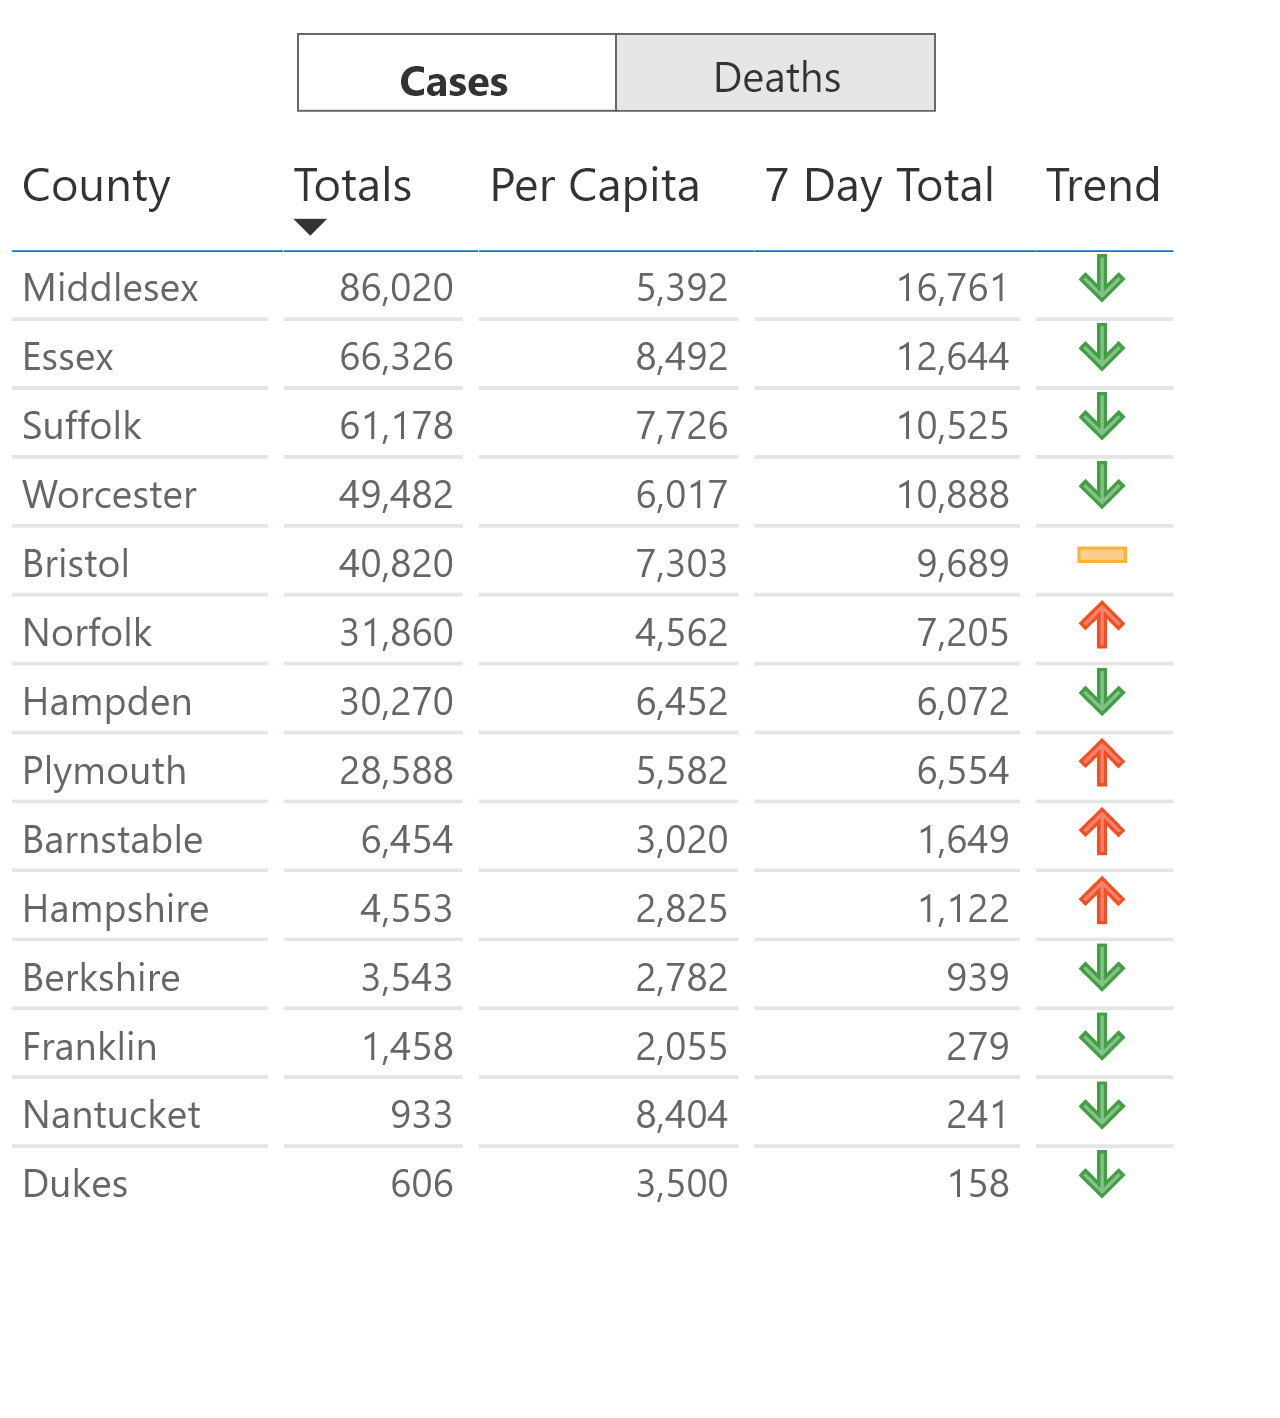 Cases Deaths
County Totals Per Capita 7 Day Total Trend
Middlesex 86,020 5,392 16,761
Essex 66,326 8,492 12,644
Suffolk 61,178 7,726 10,525
Worcester 49,482 6,017 10,888
Bristol 40,820 7,303 9,689
Norfolk 31,860 4,562 7,205
Hampden 30,270 6,452 6,072
Plymouth 28,588 5,582 6,554
Barnstable 6,454 3,020 1,649
Hampshire 4,553 2,825 1,122
Berkshire 3,543 2,782 939
Franklin 1,458 2,055 279
Nantucket 933 8,404 241
Dukes 606 3,500 158